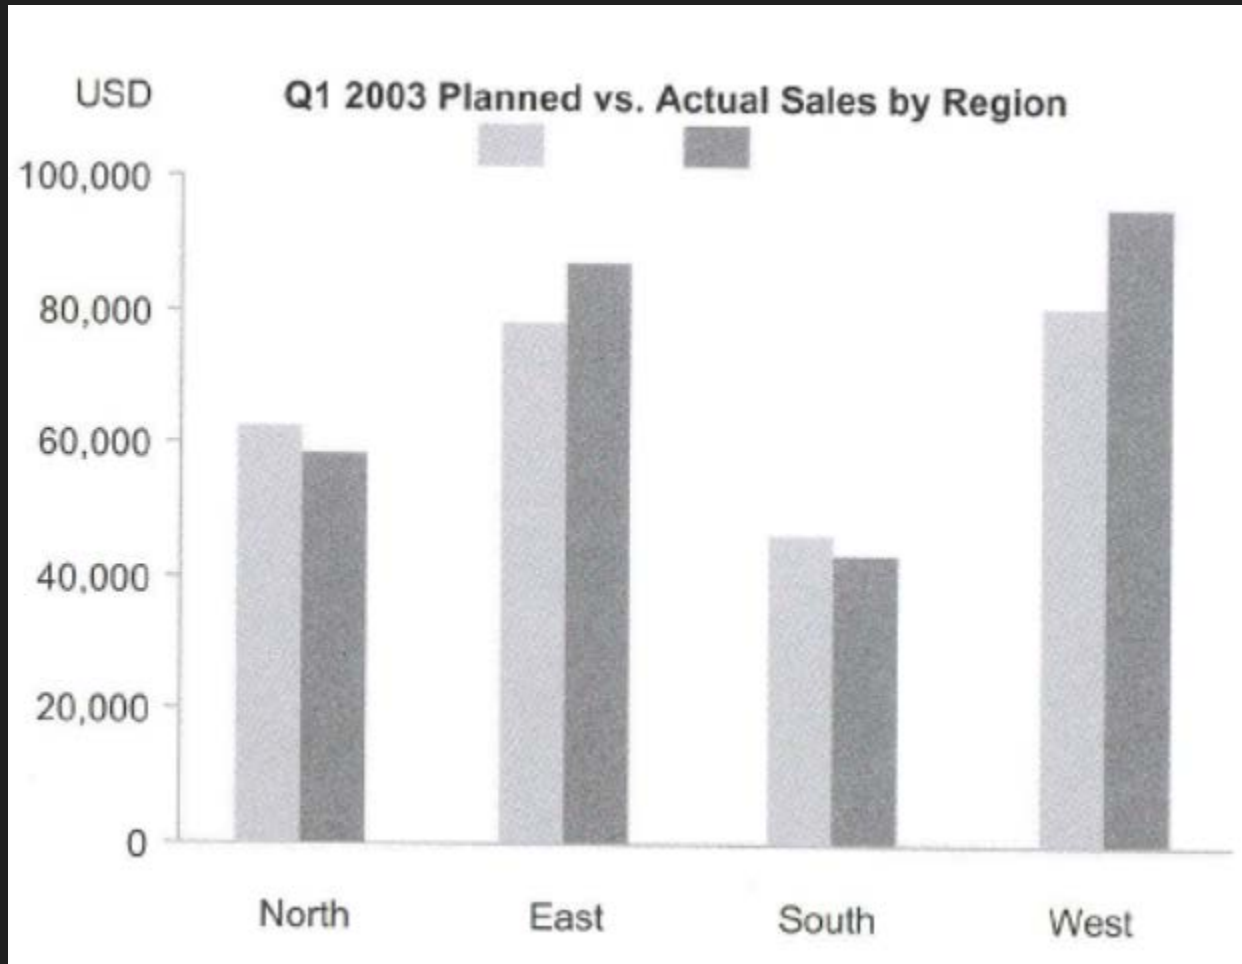 USD
Q1 2003 Planned vs. Actual Sales by Region
100,000
80,000
60,000
40,000
20,000
0
North East South West